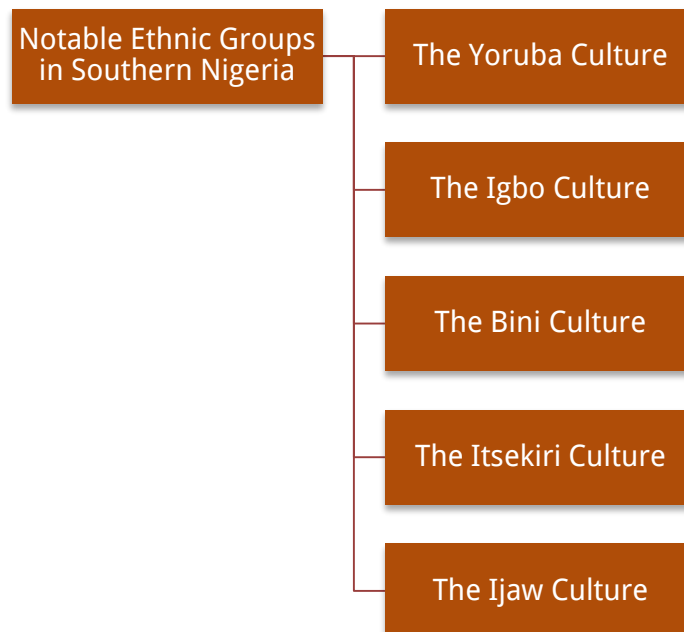 Notable Ethnic Groups
in Southern Nigeria
The Yoruba Culture
The Igbo Culture
The Bini Culture
The Itsekiri Culture
The Ijaw Culture